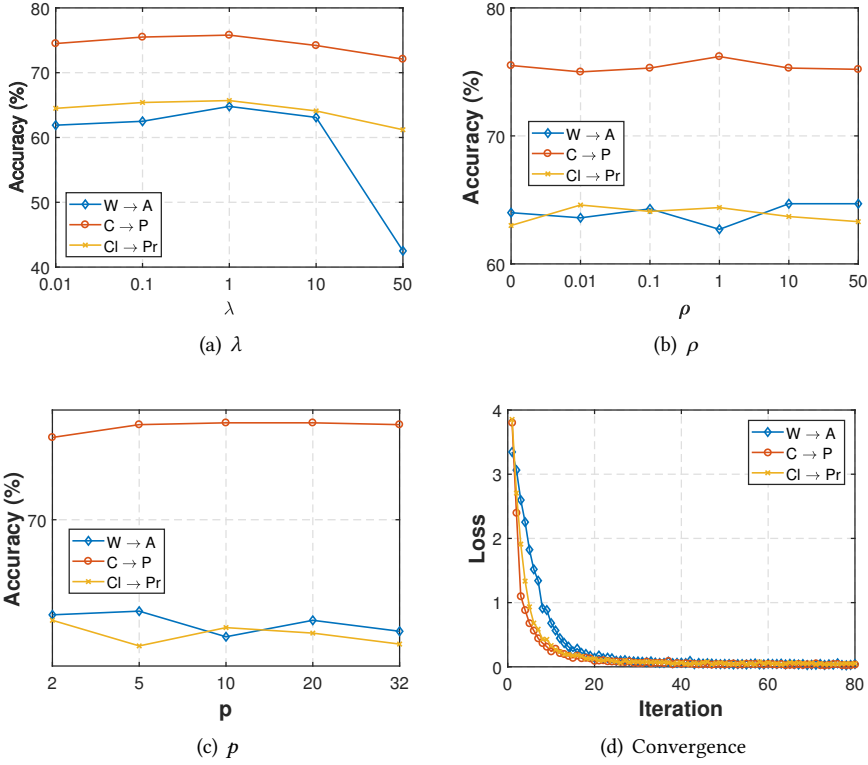 80
70
60
50
40
Accuracy (%)
W → A
C → P
Cl → Pr
0.01
0.1
1
10
50
λ
(a) λ
80
70
60
Accuracy (%)
W → A
C → P
Cl → Pr
0
0.01
0.1
1
10
50
ρ
(b) ρ
70
Accuracy (%)
W → A
C → P
Cl → Pr
2
5
10
20
32
p
(c) p
4
3
2
1
0
Loss
W → A
C → P
Cl → Pr
0
20
40
60
80
Iteration
(d) Convergence